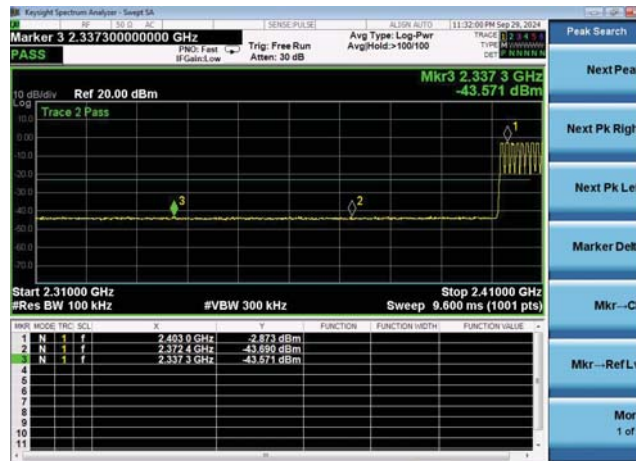 Keysight Spectrum Analyzer - Swept SA
RF 50 Ω AC SENSE:PULSE ALIGN AUTO 11:32:00 PM Sep 29, 2024
Marker 3 2.337300000000 GHz
Avg Type: Log-Pwr
TRACE 1 2 3 4 5 6
PASS
PNO: Fast
Trig: Free Run
Avg|Hold:>100/100
TYPE M
IFGain:Low
Atten: 30 dB
DET P N N N N N
Peak Search
Mkr3 2.337 3 GHz
-43.571 dBm
10 dB/div Ref 20.00 dBm
Log
Trace 2 Pass
10.0
0.00
-10.0
-20.0
-30.0
-40.0
-50.0
-60.0
-70.0
1
2
3
Start 2.31000 GHz
Stop 2.41000 GHz
#Res BW 100 kHz #VBW 300 kHz Sweep 9.600 ms (1001 pts)
MKR MODE TRC SCL X Y FUNCTION FUNCTION WIDTH FUNCTION VALUE
1 N 1 f 2.403 0 GHz -2.873 dBm
2 N 1 f 2.372 4 GHz -43.690 dBm
3 N 1 f 2.337 3 GHz -43.571 dBm
4
5
6
7
8
9
10
11
Next Pea
Next Pk Righ
Next Pk Le
Marker Delt
Mkr→C
Mkr→Ref Lv
Mor
1 of